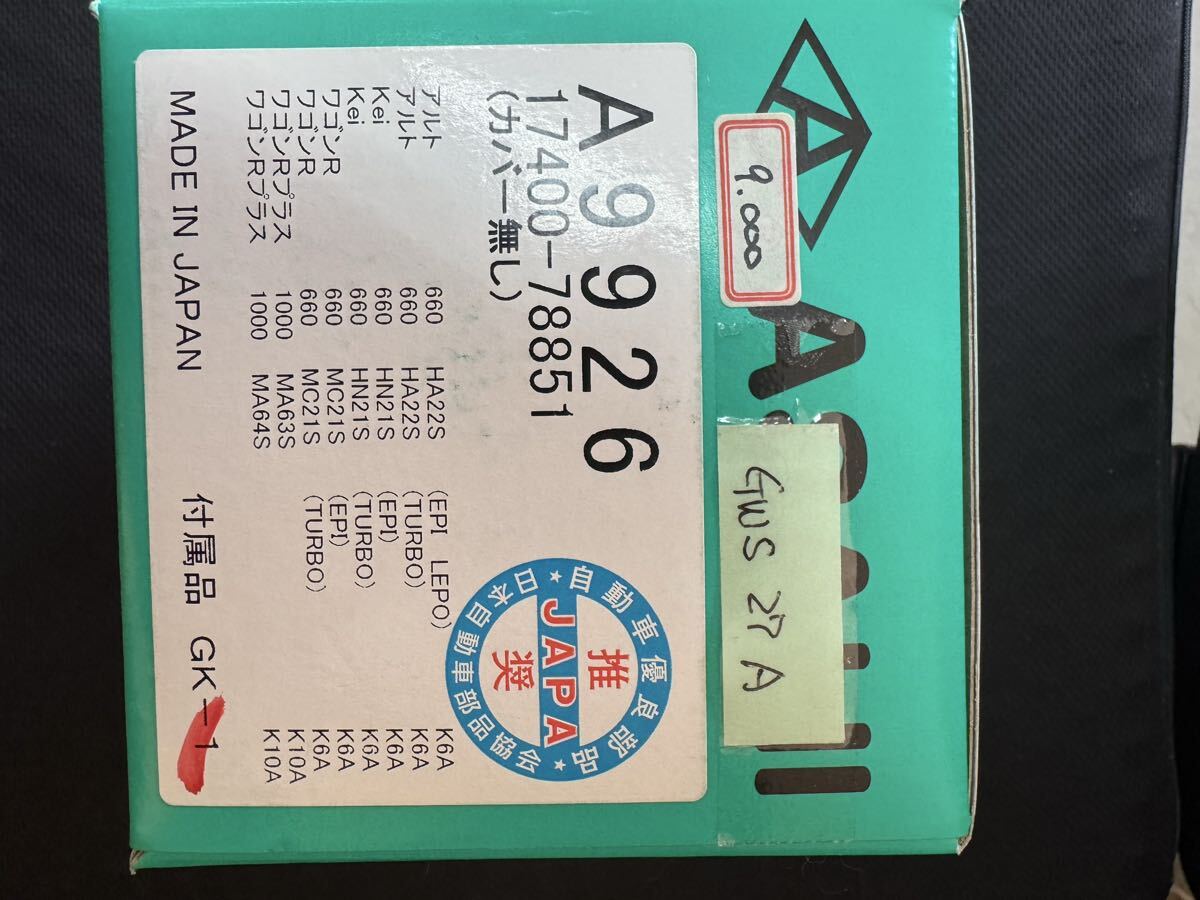 A
ASAHI
9.000
GWS 27A
A9926
17400-78851
(カバー無し)
アルト 660 HA22S (EPI LEPO) K6A
アルト 660 HA22S (TURBO) K6A
Kei 660 HN21S (EPI) K6A
Kei 660 HN21S (TURBO) K6A
ワゴンR 660 MC21S (EPI) K6A
ワゴンR 660 MC21S (TURBO) K6A
ワゴンRプラス 1000 MA63S K10A
ワゴンRプラス 1000 MA64S K10A
MADE IN JAPAN 付属品 GK-1
自動車優良部品
推
JAPA
奨
日本自動車部品協会